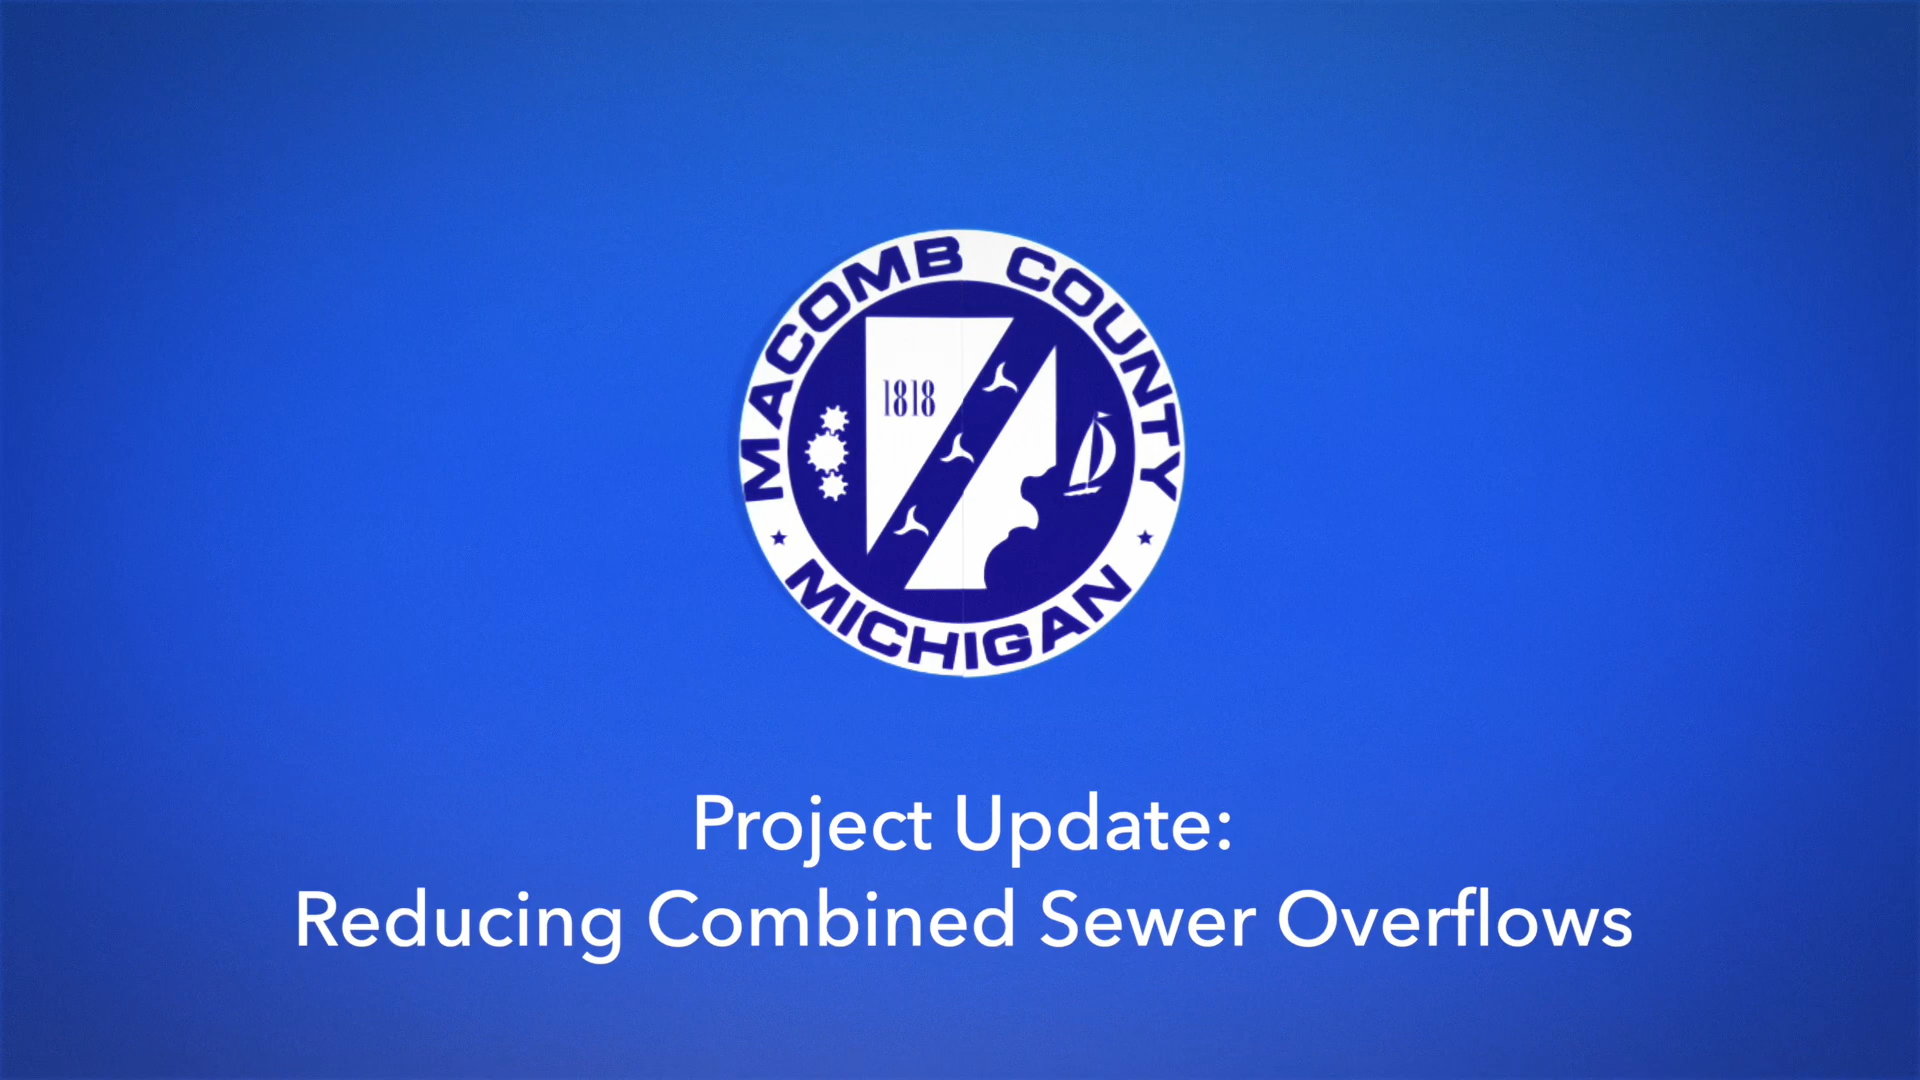 MACOMB COUNTY
1818
MICHIGAN
Project Update:
Reducing Combined Sewer Overflows